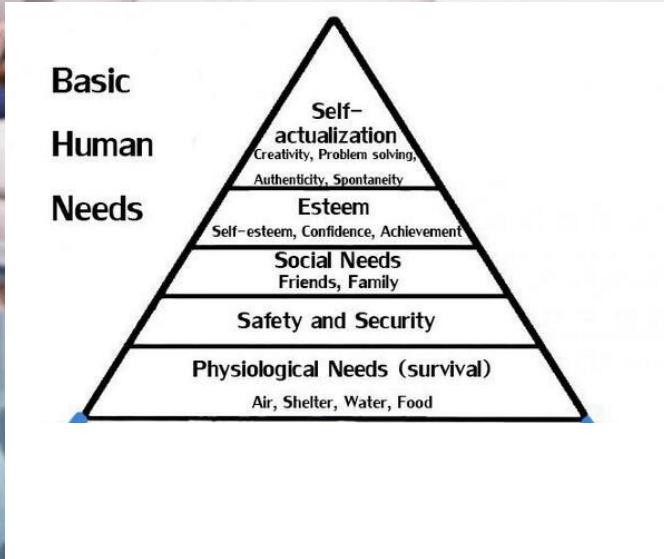 Basic
Human
Needs
Self-
actualization
Creativity, Problem solving,
Authenticity, Spontaneity
Esteem
Self-esteem, Confidence, Achievement
Social Needs
Friends, Family
Safety and Security
Physiological Needs (survival)
Air, Shelter, Water, Food